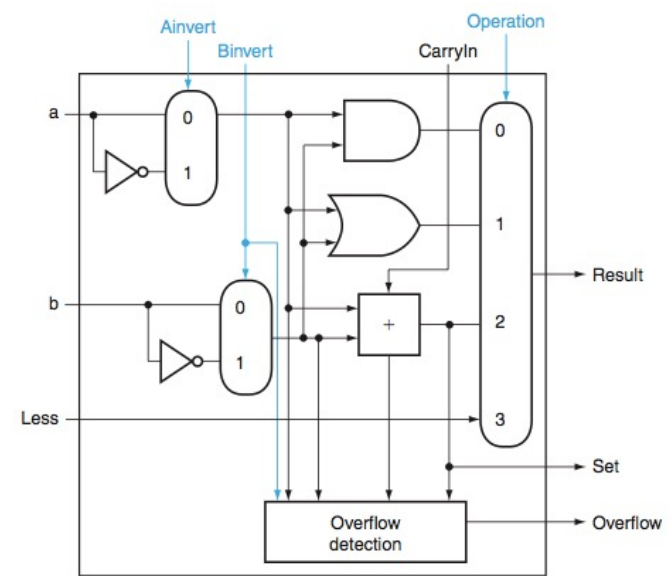 Operation
Ainvert
Binvert
CarryIn
a
0
1
0
1
b
0
1
+
2
Less
3
Result
Set
Overflow
detection
Overflow